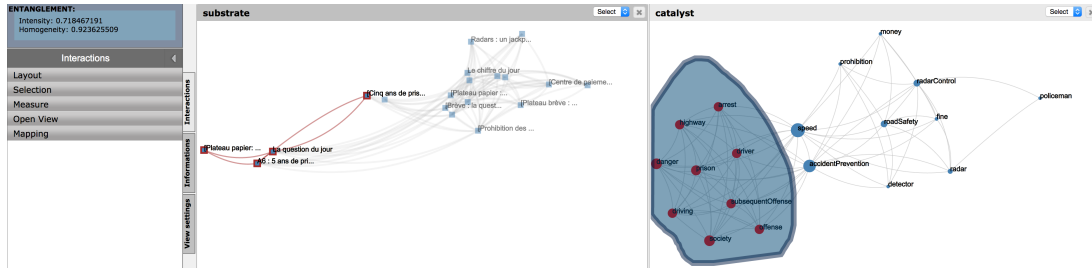 ENTANGLEMENT:
Intensity: 0.718467191
Homogeneity: 0.923625509
Interactions
Layout
Selection
Measure
Open View
Mapping
Interactions
Informations
View settings
substrate
Select
[Radars : un jackp...
Le chiffre du jour
[Centre de paieme...
[Cinq ans de pris...
[Plateau papier :...
[Brève : la quest...
[Plateau brève : ...
[Prohibition des ...
[Plateau papier: ...
La question du jour
A6 : 5 ans de pri...
catalyst
Select
money
prohibition
radarControl
policeman
arrest
highway
speed
roadSafety
fine
driver
danger
prison
accidentPrevention
radar
detector
subsequentOffense
driving
offense
society